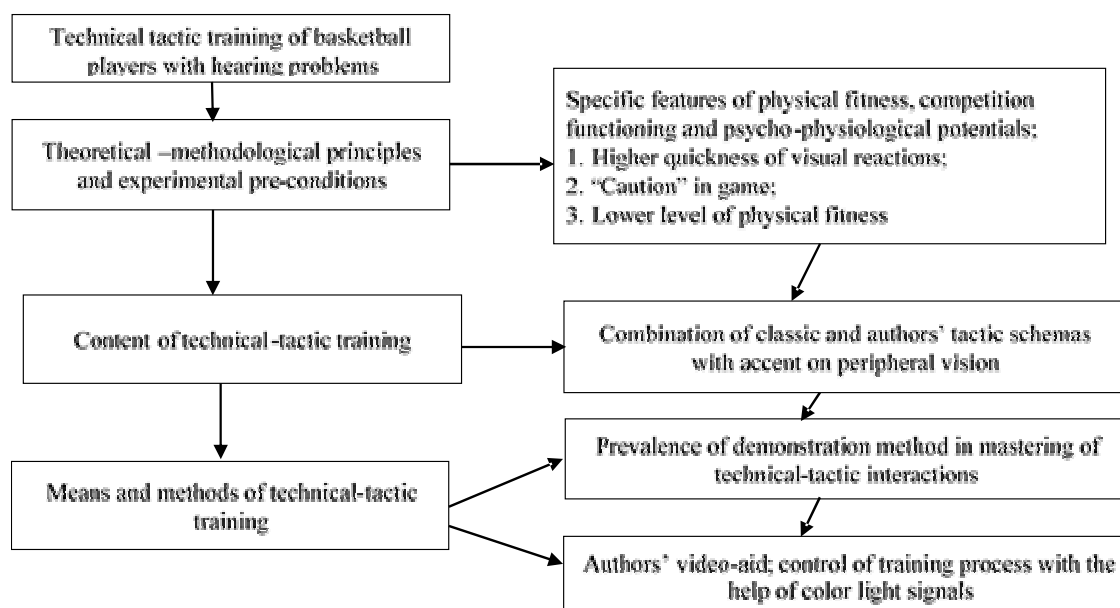 Technical tactic training of basketball
players with hearing problems
Theoretical –methodological principles
and experimental pre-conditions
Specific features of physical fitness, competition
functioning and psycho-physiological potentials:
1. Higher quickness of visual reactions;
2. “Caution” in game;
3. Lower level of physical fitness
Content of technical-tactic training
Combination of classic and authors’ tactic schemas
with accent on peripheral vision
Means and methods of technical-tactic
training
Prevalence of demonstration method in mastering of
technical-tactic interactions
Authors’ video-aid; control of training process with the
help of color light signals